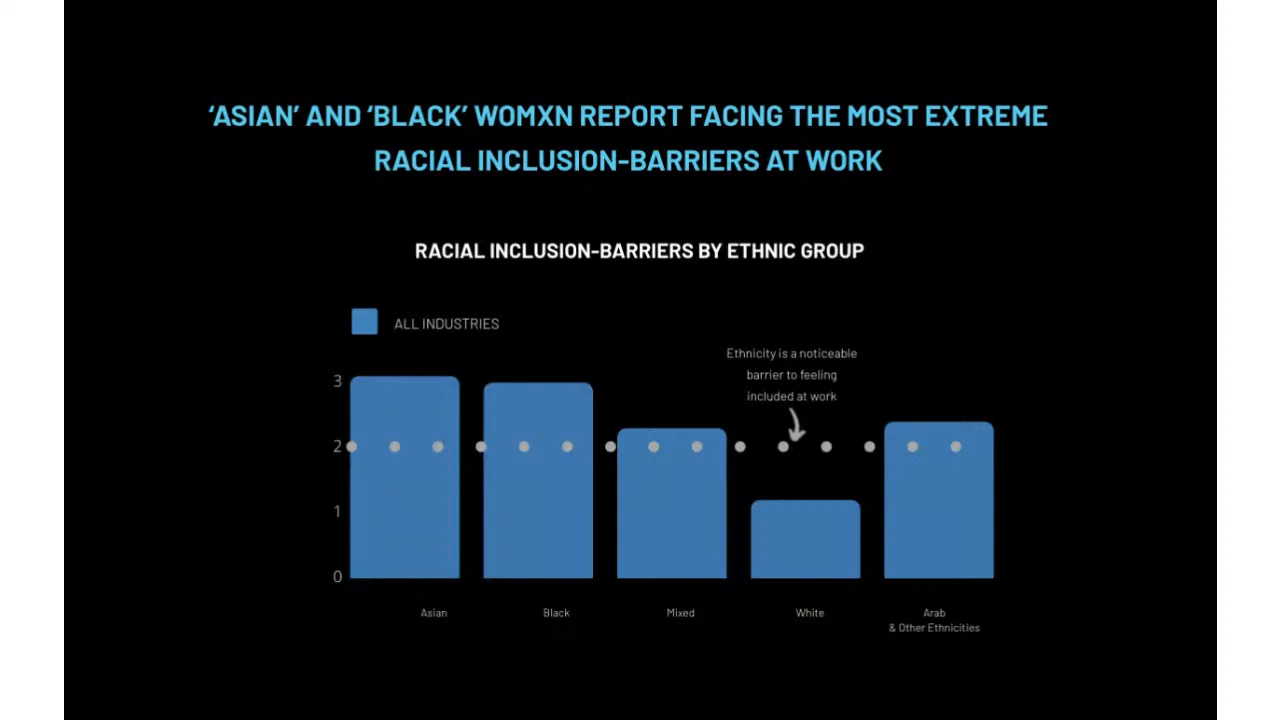 ‘ASIAN’ AND ‘BLACK’ WOMXN REPORT FACING THE MOST EXTREME
RACIAL INCLUSION-BARRIERS AT WORK
RACIAL INCLUSION-BARRIERS BY ETHNIC GROUP
ALL INDUSTRIES
Ethnicity is a noticeable
barrier to feeling
included at work
3
2
1
0
Asian
Black
Mixed
White
Arab
& Other Ethnicities